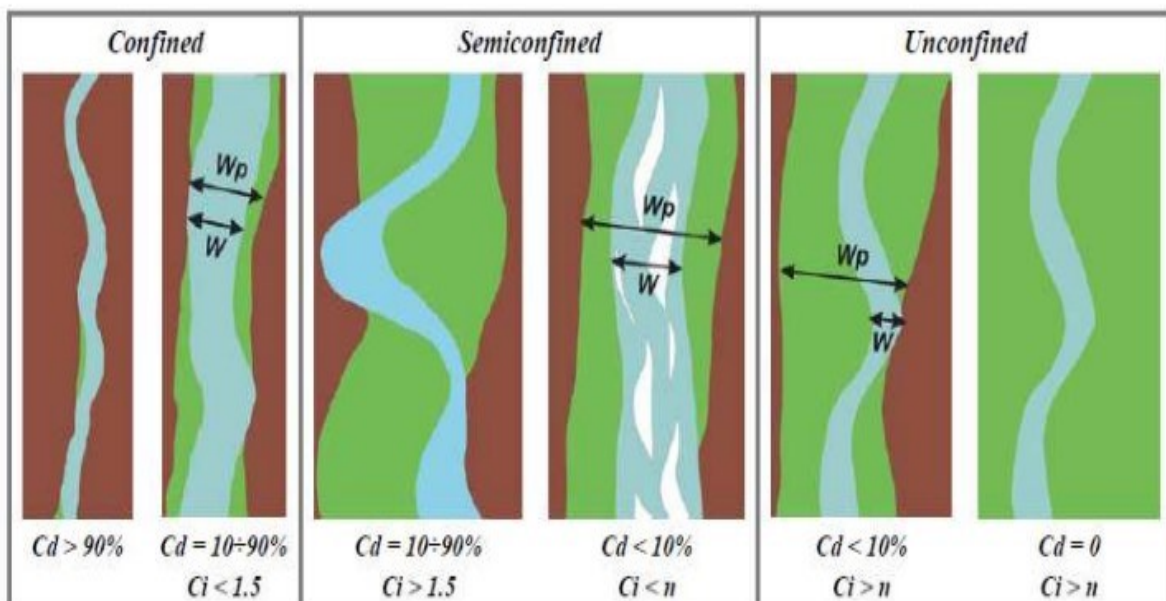 Confined
Semiconfined
Unconfined
Wp
W
Wp
W
Wp
W
Cd > 90%
Cd = 10÷90%
Ci < 1.5
Cd = 10÷90%
Ci > 1.5
Cd < 10%
Ci < n
Cd < 10%
Ci > n
Cd = 0
Ci > n